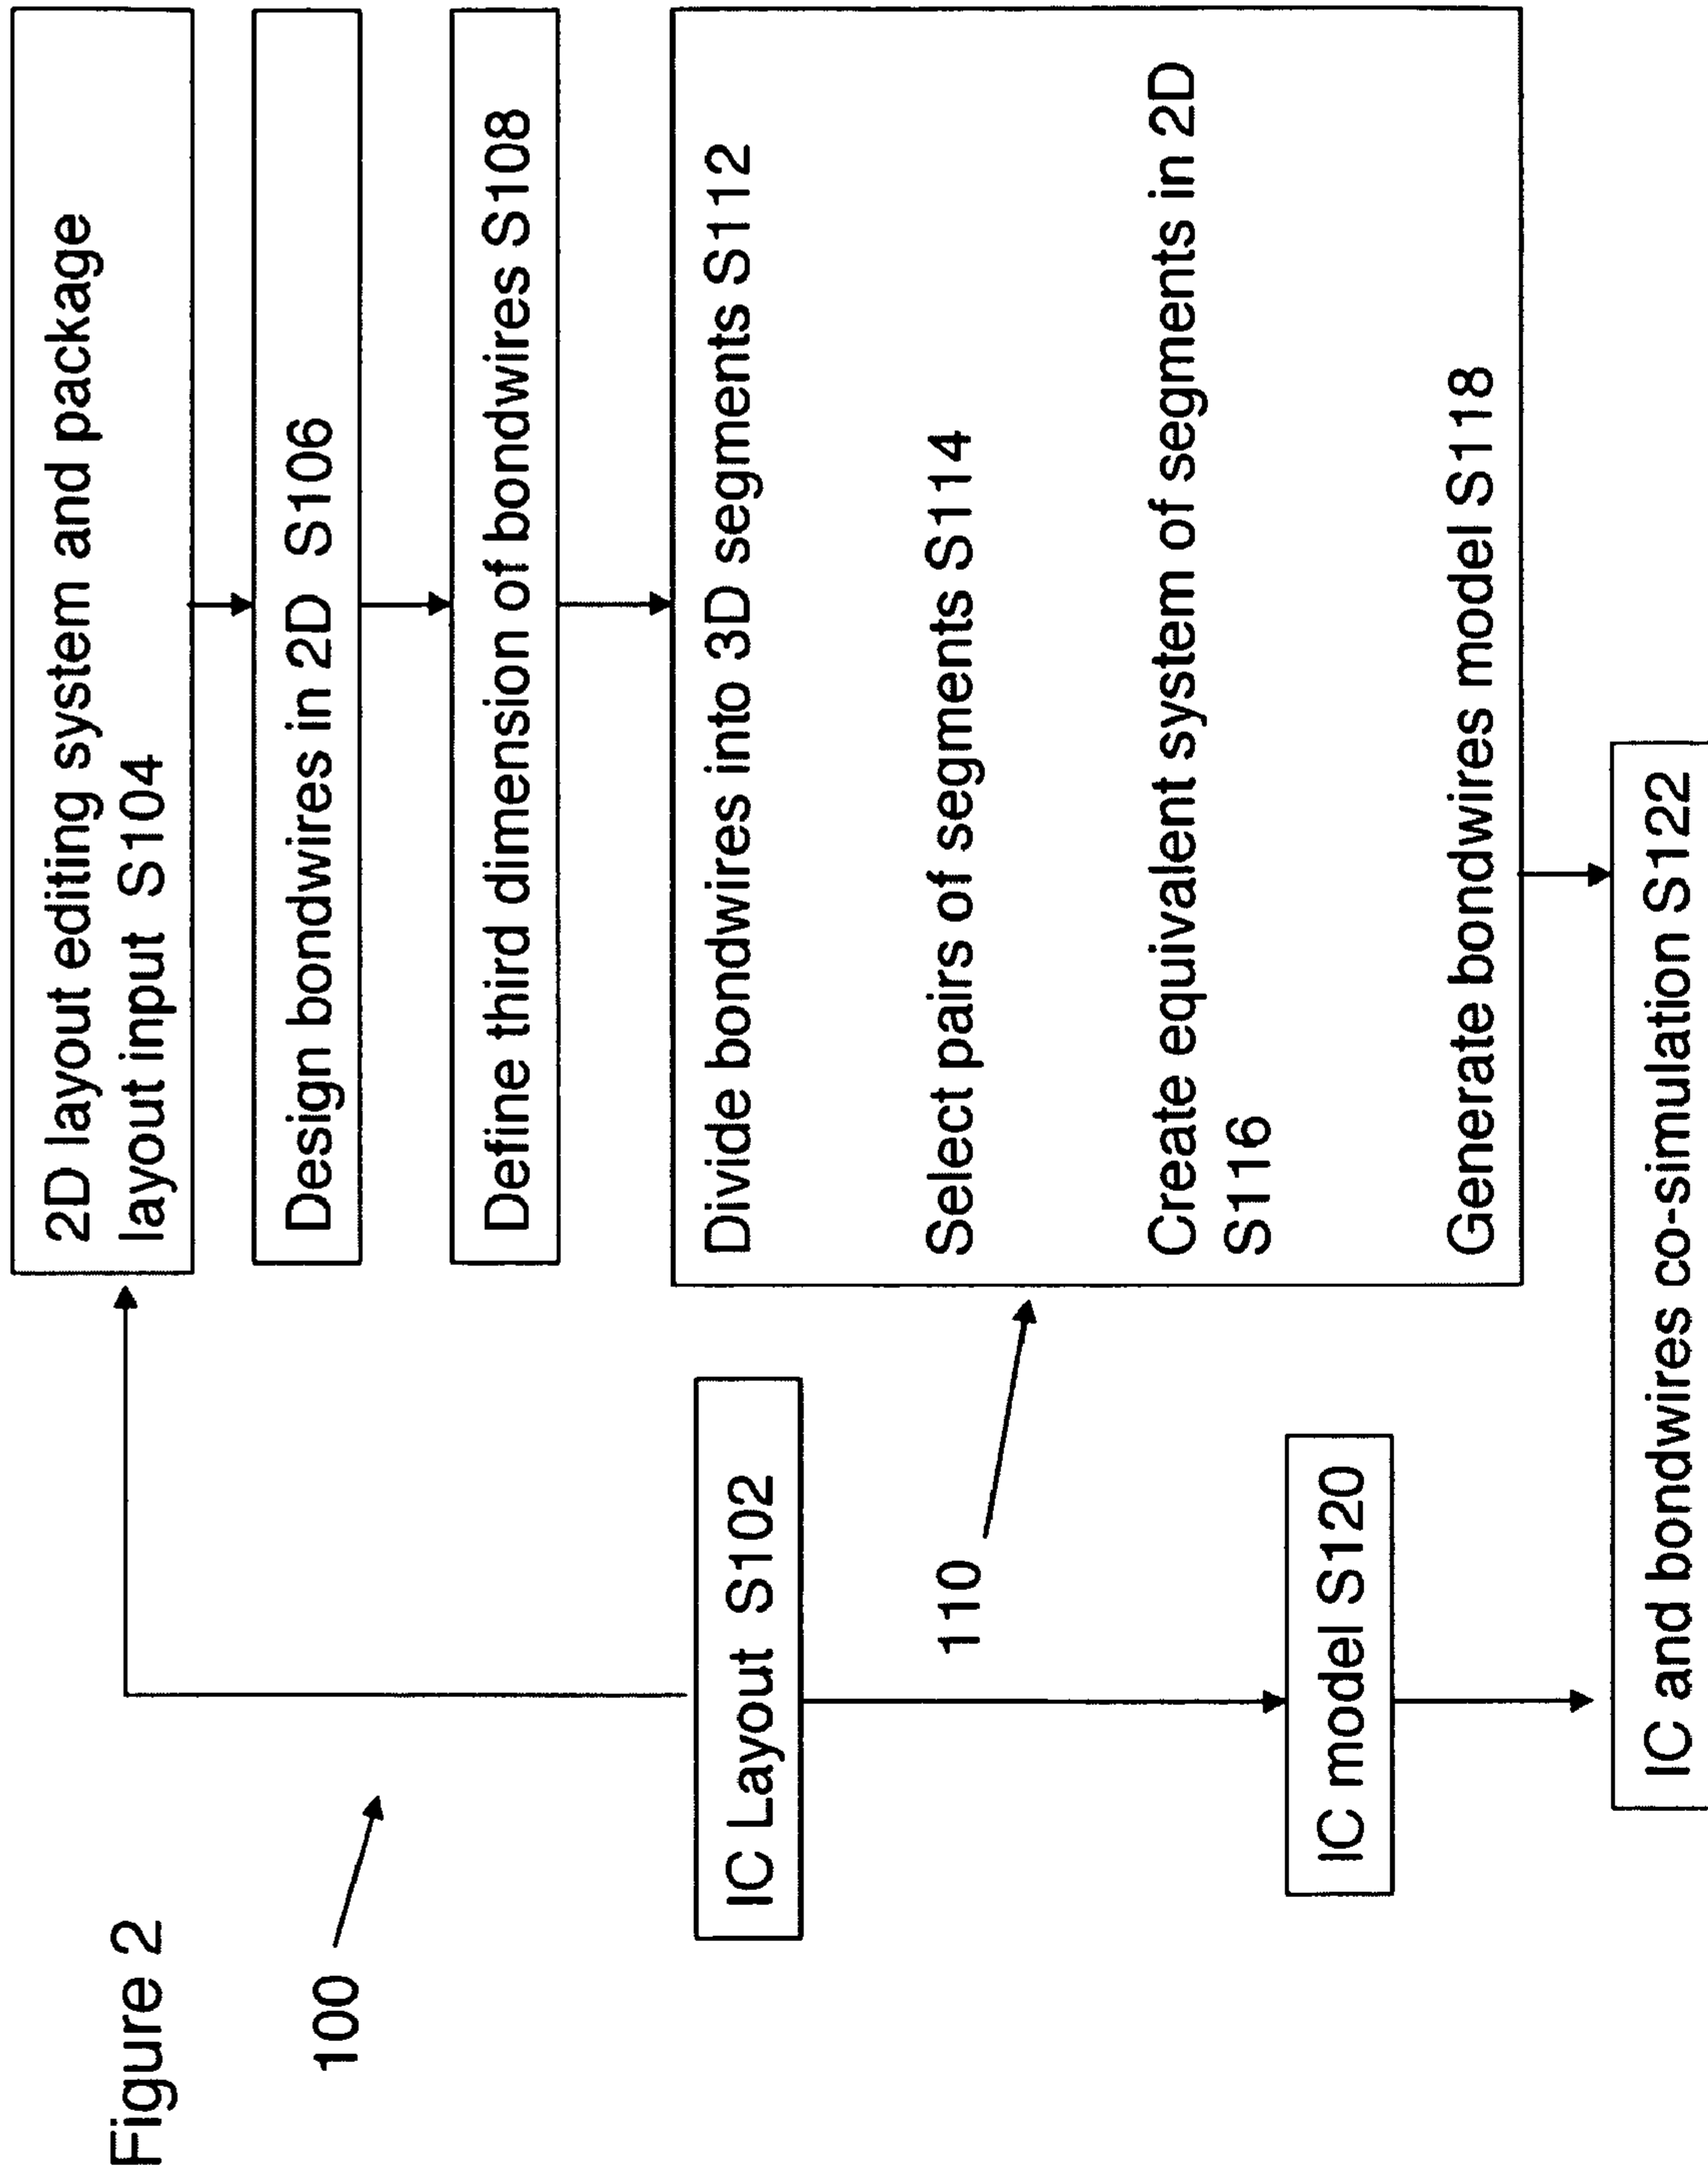 Figure 2
100
2D layout editing system and package
layout input S104
Design bondwires in 2D S106
Define third dimension of bondwires S108
IC Layout S102
110
Divide bondwires into 3D segments S112
Select pairs of segments S114
Create equivalent system of segments in 2D
S116
Generate bondwires model S118
IC model S120
IC and bondwires co-simulation S122